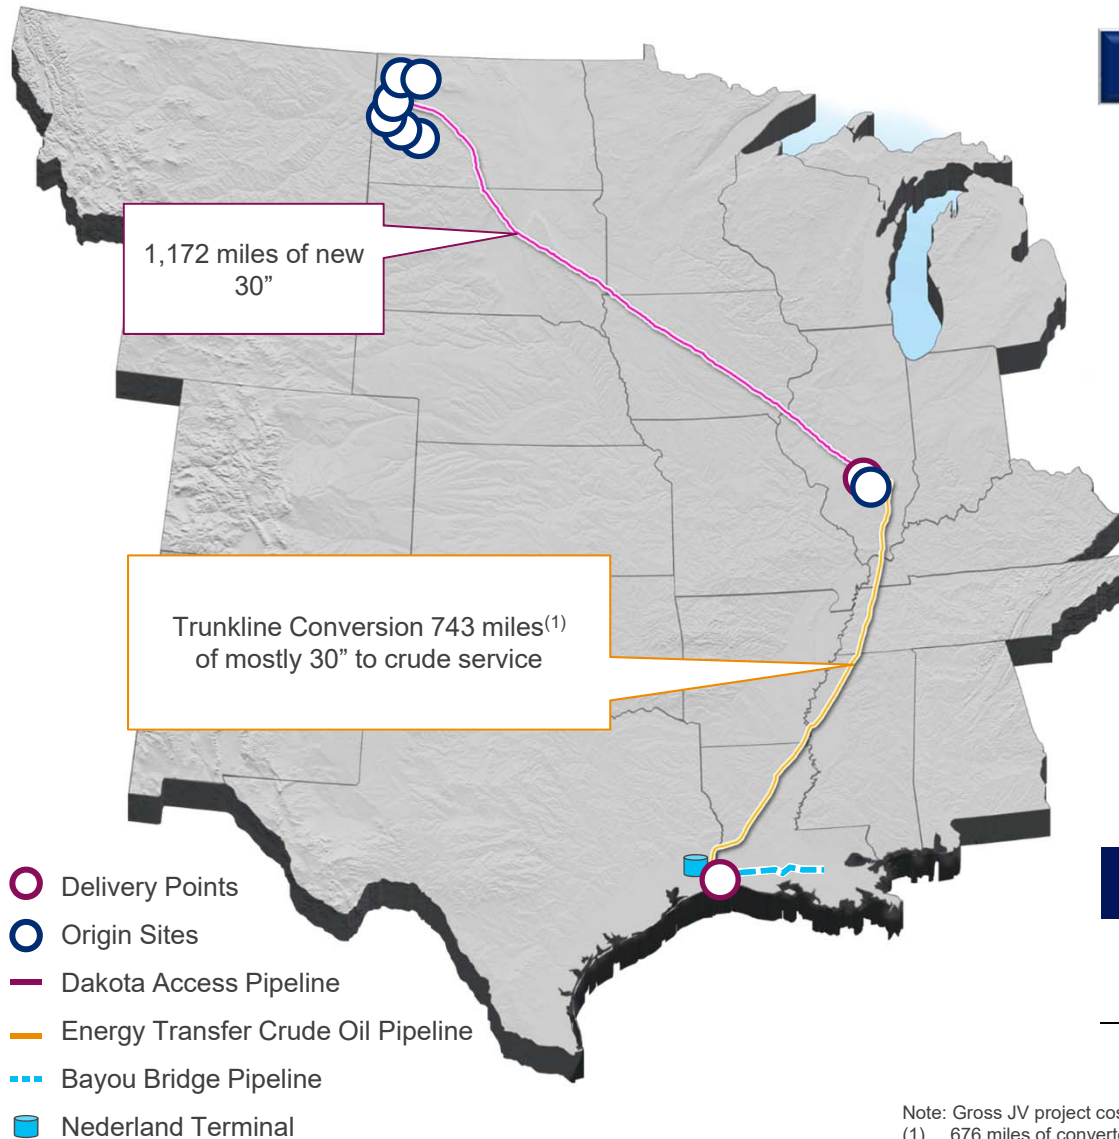 1,172 miles of new
30”
Trunkline Conversion 743 miles(1)
of mostly 30” to crude service
Delivery Points
Origin Sites
Dakota Access Pipeline
Energy Transfer Crude Oil Pipeline
Bayou Bridge Pipeline
Nederland Terminal
Note: Gross JV project
(1) 676 miles of